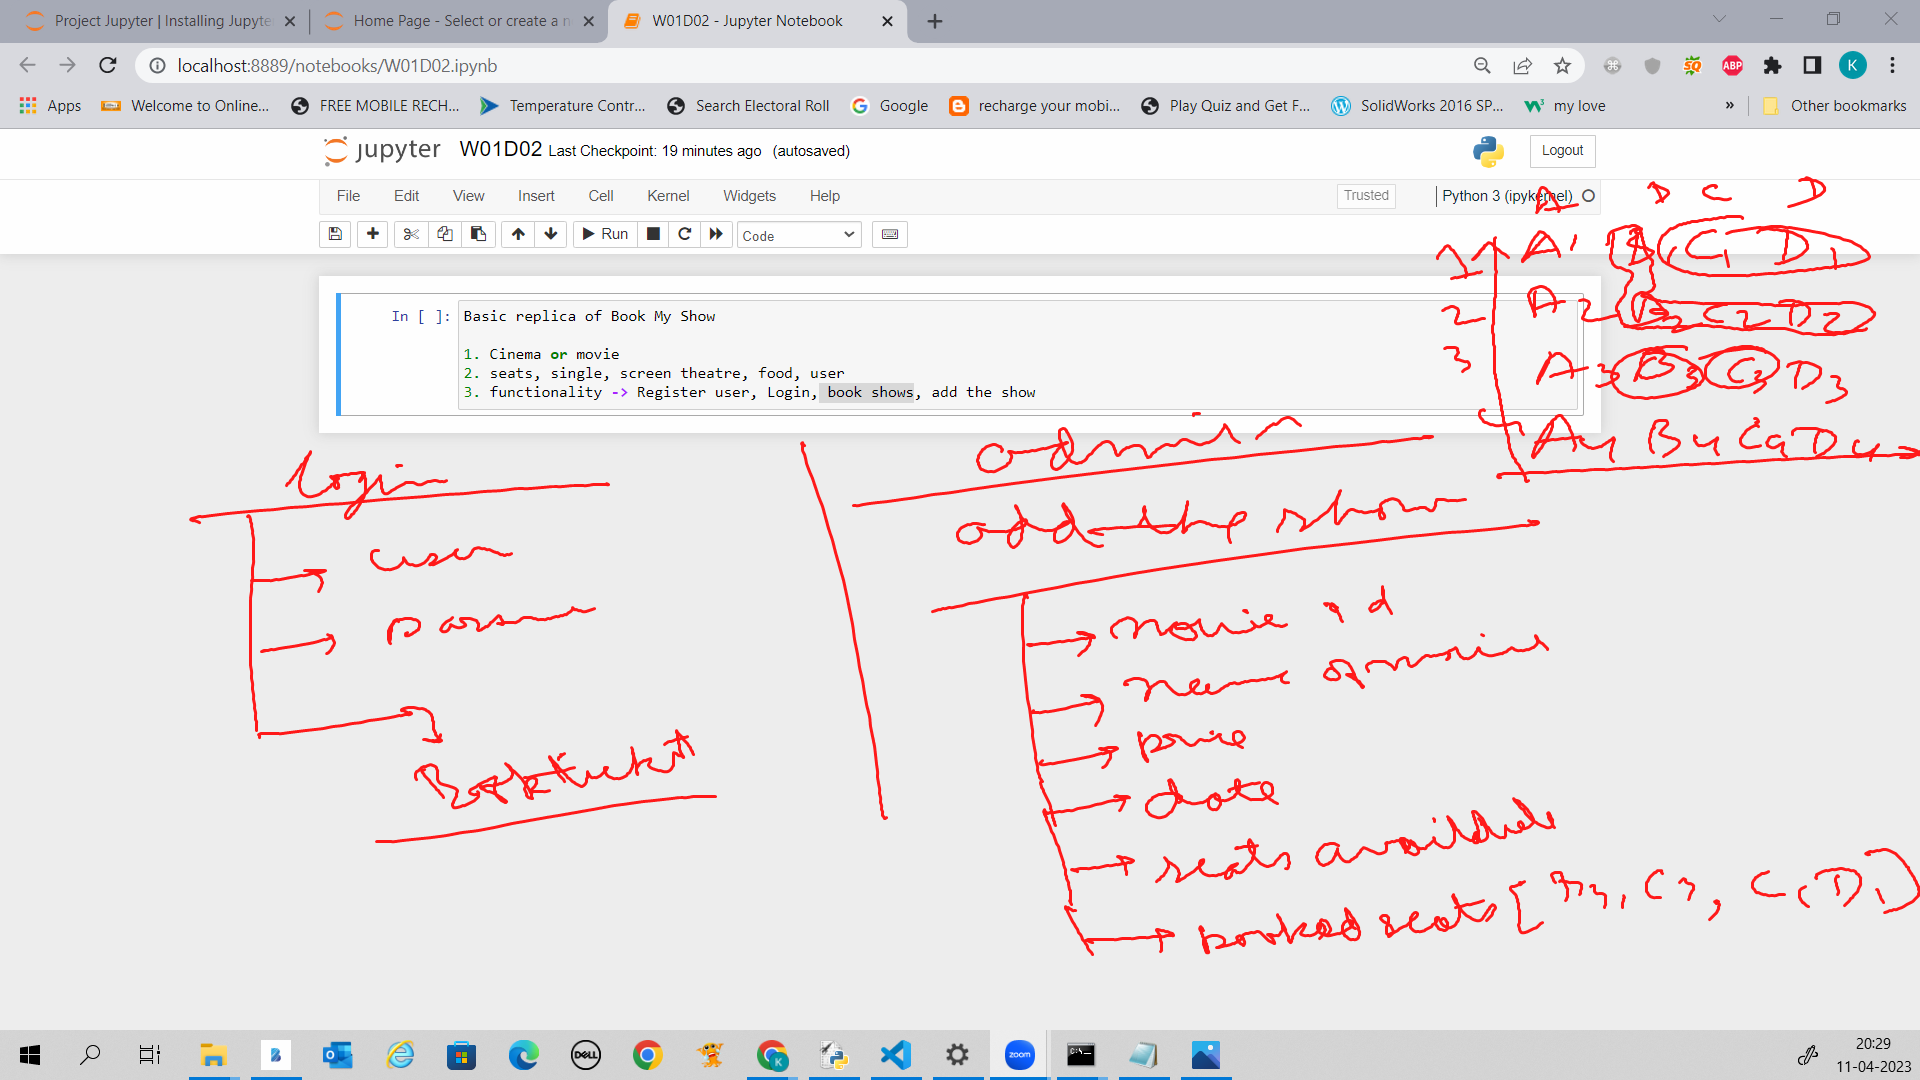 Project Jupyter | Installing Jupyte
Home Page - Select or create a n
W01D02 - Jupyter Notebook
localhost:8889/notebooks/W01D02.ipynb
Apps
Welcome to Online...
FREE MOBILE RECH...
Temperature Contr...
Search Electoral Roll
Google
recharge your mobi...
Play Quiz and Get F...
SolidWorks 2016 SP...
my love
»
Other bookmarks
jupyter W01D02 Last Checkpoint: 19 minutes ago (autosaved)
Logout
File Edit View Insert Cell Kernel Widgets Help
Trusted
Python 3 (ipykernel)
Run
Code
In [ ]:
Basic replica of Book My Show
1. Cinema or movie
2. seats, single, screen theatre, food, user
3. functionality -> Register user, Login, book shows, add the show
A B C D
1 A1 B1 C1 D1
2 A2 B2 C2 D2
3 A3 B3 C3 D3
4 A4 B4 C4 D4
login
user
Book ticket
admin
add the show
movie id
name of movie
price
date
seats available
booked seats [
C1 D1]
20:29
11-04-2023